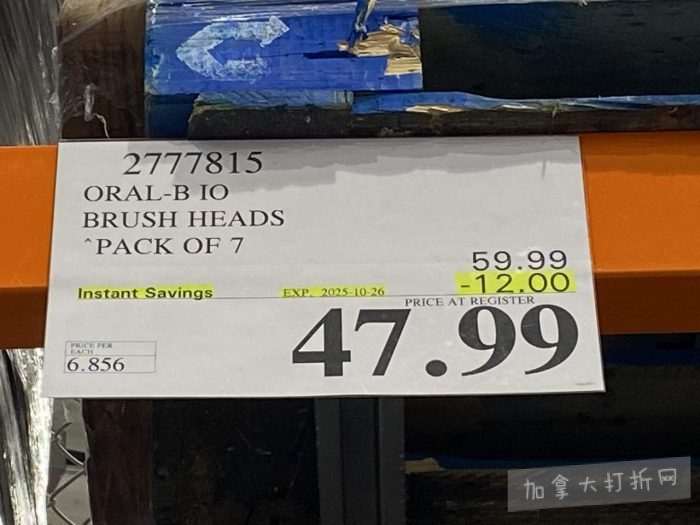 2777815
ORAL-B IO
BRUSH HEADS
^PACK OF 7
59.99
Instant Savings EXP. 2025-10-26 -12.00
PRICE AT REGISTER
47.99
PRICE PER
EACH
6.856
加拿大打折网